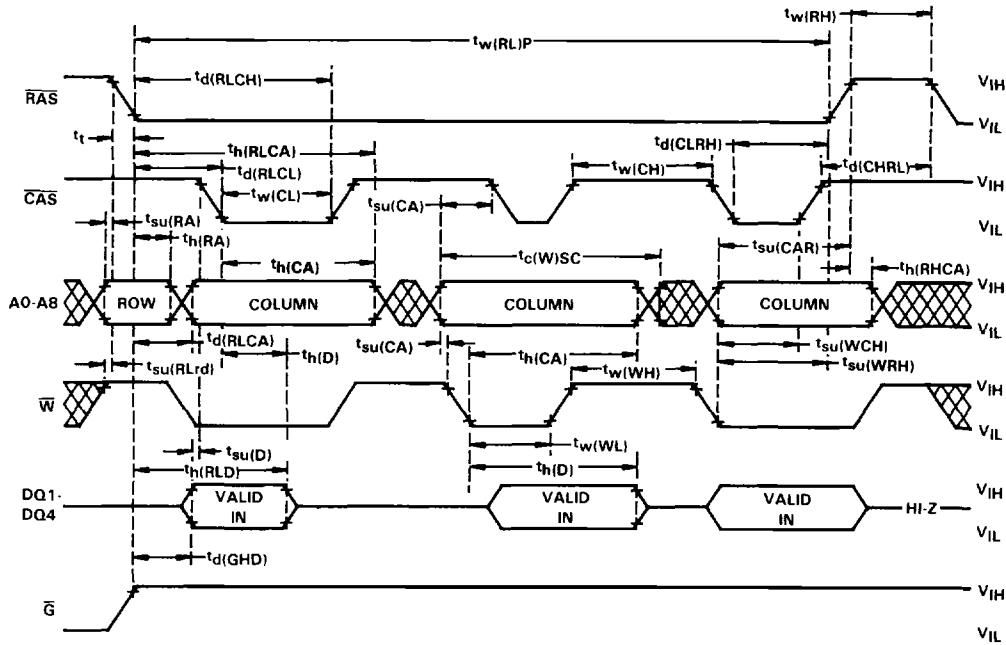 tw(RH)
tw(RL)P
td(RLCH)
RAS
VIH
VIL
tt
th(RLCA)
td(CLRH)
td(RLCL)
tw(CH)
td(CHRL)
CAS
tw(CL)
tsu(CA)
VIH
VIL
tsu(RA)
th(RA)
tsu(CAR)
th(CA)
tc(W)SC
th(RHCA)
A0-A8
ROW
COLUMN
COLUMN
COLUMN
VIH
VIL
td(RLCA)
tsu(CA)
tsu(WCH)
th(D)
th(CA)
tsu(RLrd)
tw(WH)
tsu(WRH)
W
VIH
VIL
tsu(D)
tw(WL)
th(RLD)
th(D)
DQ1-
DQ4
VALID
IN
VALID
IN
VALID
IN
HI-Z
VIH
VIL
td(GHD)
G
VIH
VIL